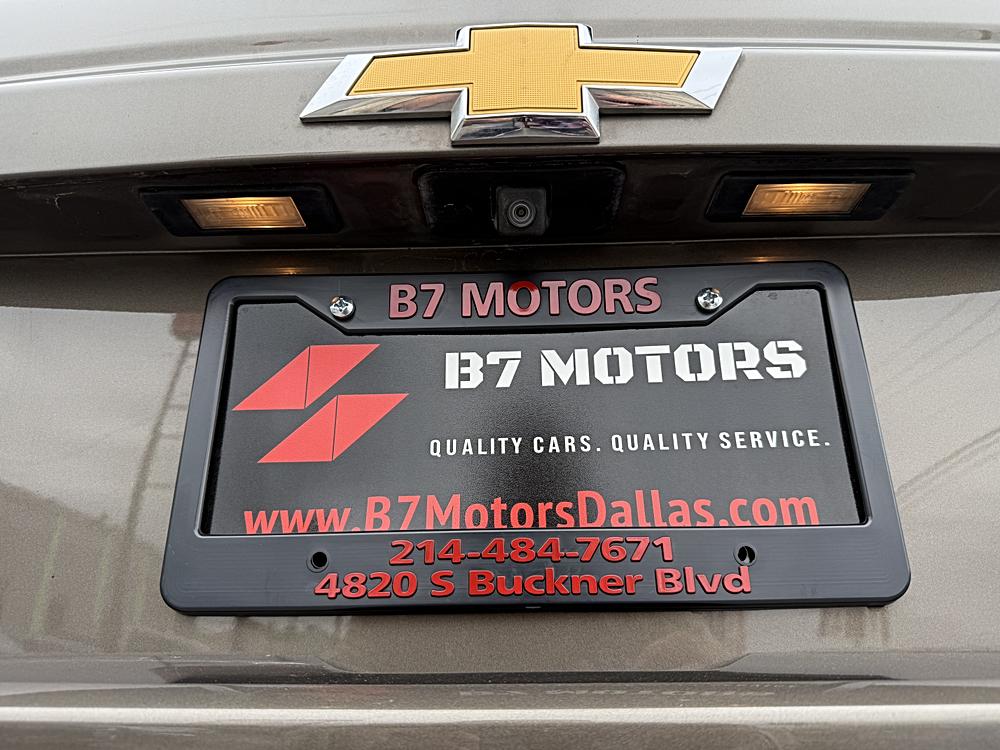 B7 MOTORS
B7 MOTORS
QUALITY CARS. QUALITY SERVICE.
www.B7MotorsDallas.com
214-484-7671
4820 S Buckner Blvd